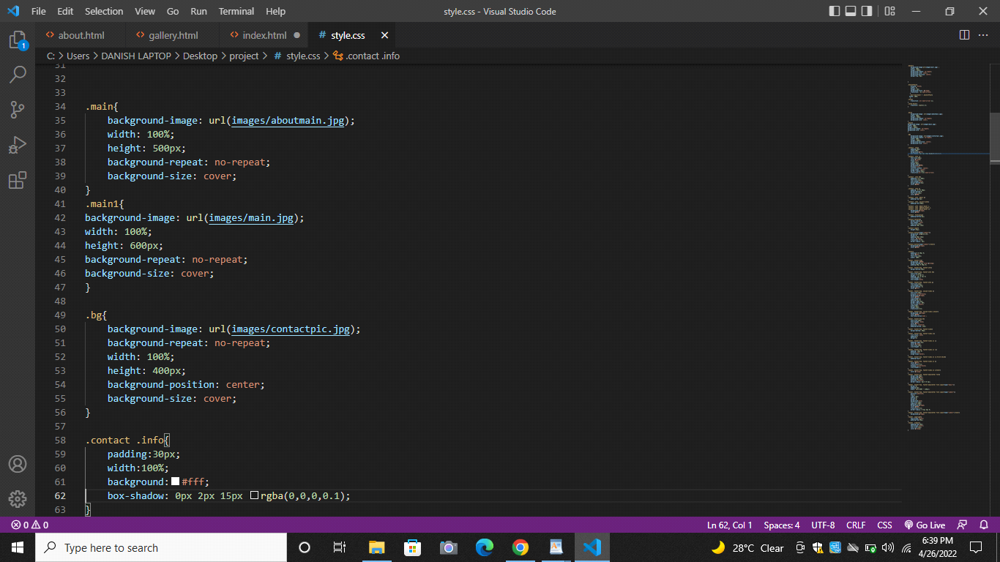 File Edit Selection View Go Run Terminal Help style.css - Visual Studio Code
about.html gallery.html index.html # style.css
C: > Users > DANISH LAPTOP > Desktop > project > # style.css > .contact .info
31
32
33
34 .main{
35 background-image: url(images/aboutmain.jpg);
36 width: 100%;
37 height: 500px;
38 background-repeat: no-repeat;
39 background-size: cover;
40 }
41 .main1{
42 background-image: url(images/main.jpg);
43 width: 100%;
44 height: 600px;
45 background-repeat: no-repeat;
46 background-size: cover;
47 }
48
49 .bg{
50 background-image: url(images/contactpic.jpg);
51 background-repeat: no-repeat;
52 width: 100%;
53 height: 400px;
54 background-position: center;
55 background-size: cover;
56 }
57
58 .contact .info{
59 padding:30px;
60 width:100%;
61 background: #fff;
62 box-shadow: 0px 2px 15px rgba(0,0,0,0.1);
63 }
1
0 0 Ln 62, Col 1 Spaces: 4 UTF-8 CRLF CSS Go Live
Type here to search 28°C Clear 6:39 PM
4/26/2022